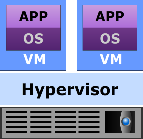 APP APP
OS OS
VM VM
Hypervisor